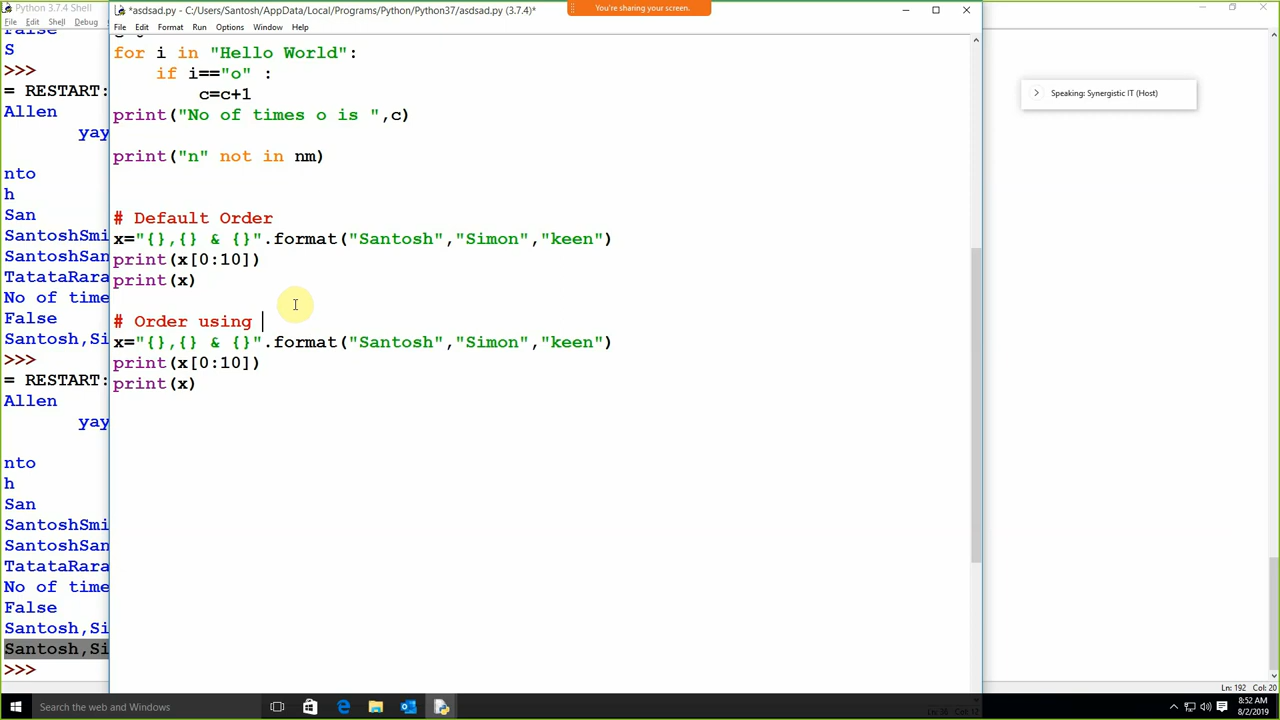 Python 3.7.4 Shell
*asdsad.py - C:/Users/Santosh/AppData/Local/Programs/Python/Python37/asdsad.py (3.7.4)*
You're sharing your screen.
File Edit Shell Debug
File Edit Format Run Options Window Help
False
S
>>>
= RESTART:
Allen
yay
nto
h
San
SantoshSmi
SantoshSan
TatataRara
No of time
False
Santosh,Si
>>>
= RESTART:
Allen
yay
nto
h
San
SantoshSmi
SantoshSan
TatataRara
No of time
False
Santosh,Si
Santosh,Si
>>>
for i in "Hello World":
if i=="o" :
c=c+1
print("No of times o is ",c)
print("n" not in nm)
# Default Order
x="{},{} & {}".format("Santosh","Simon","keen")
print(x[0:10])
print(x)
# Order using
x="{},{} & {}".format("Santosh","Simon","keen")
print(x[0:10])
print(x)
Speaking: Synergistic IT (Host)
Ln: 192 Col: 20
Search the web and Windows
8:52 AM
8/2/2019